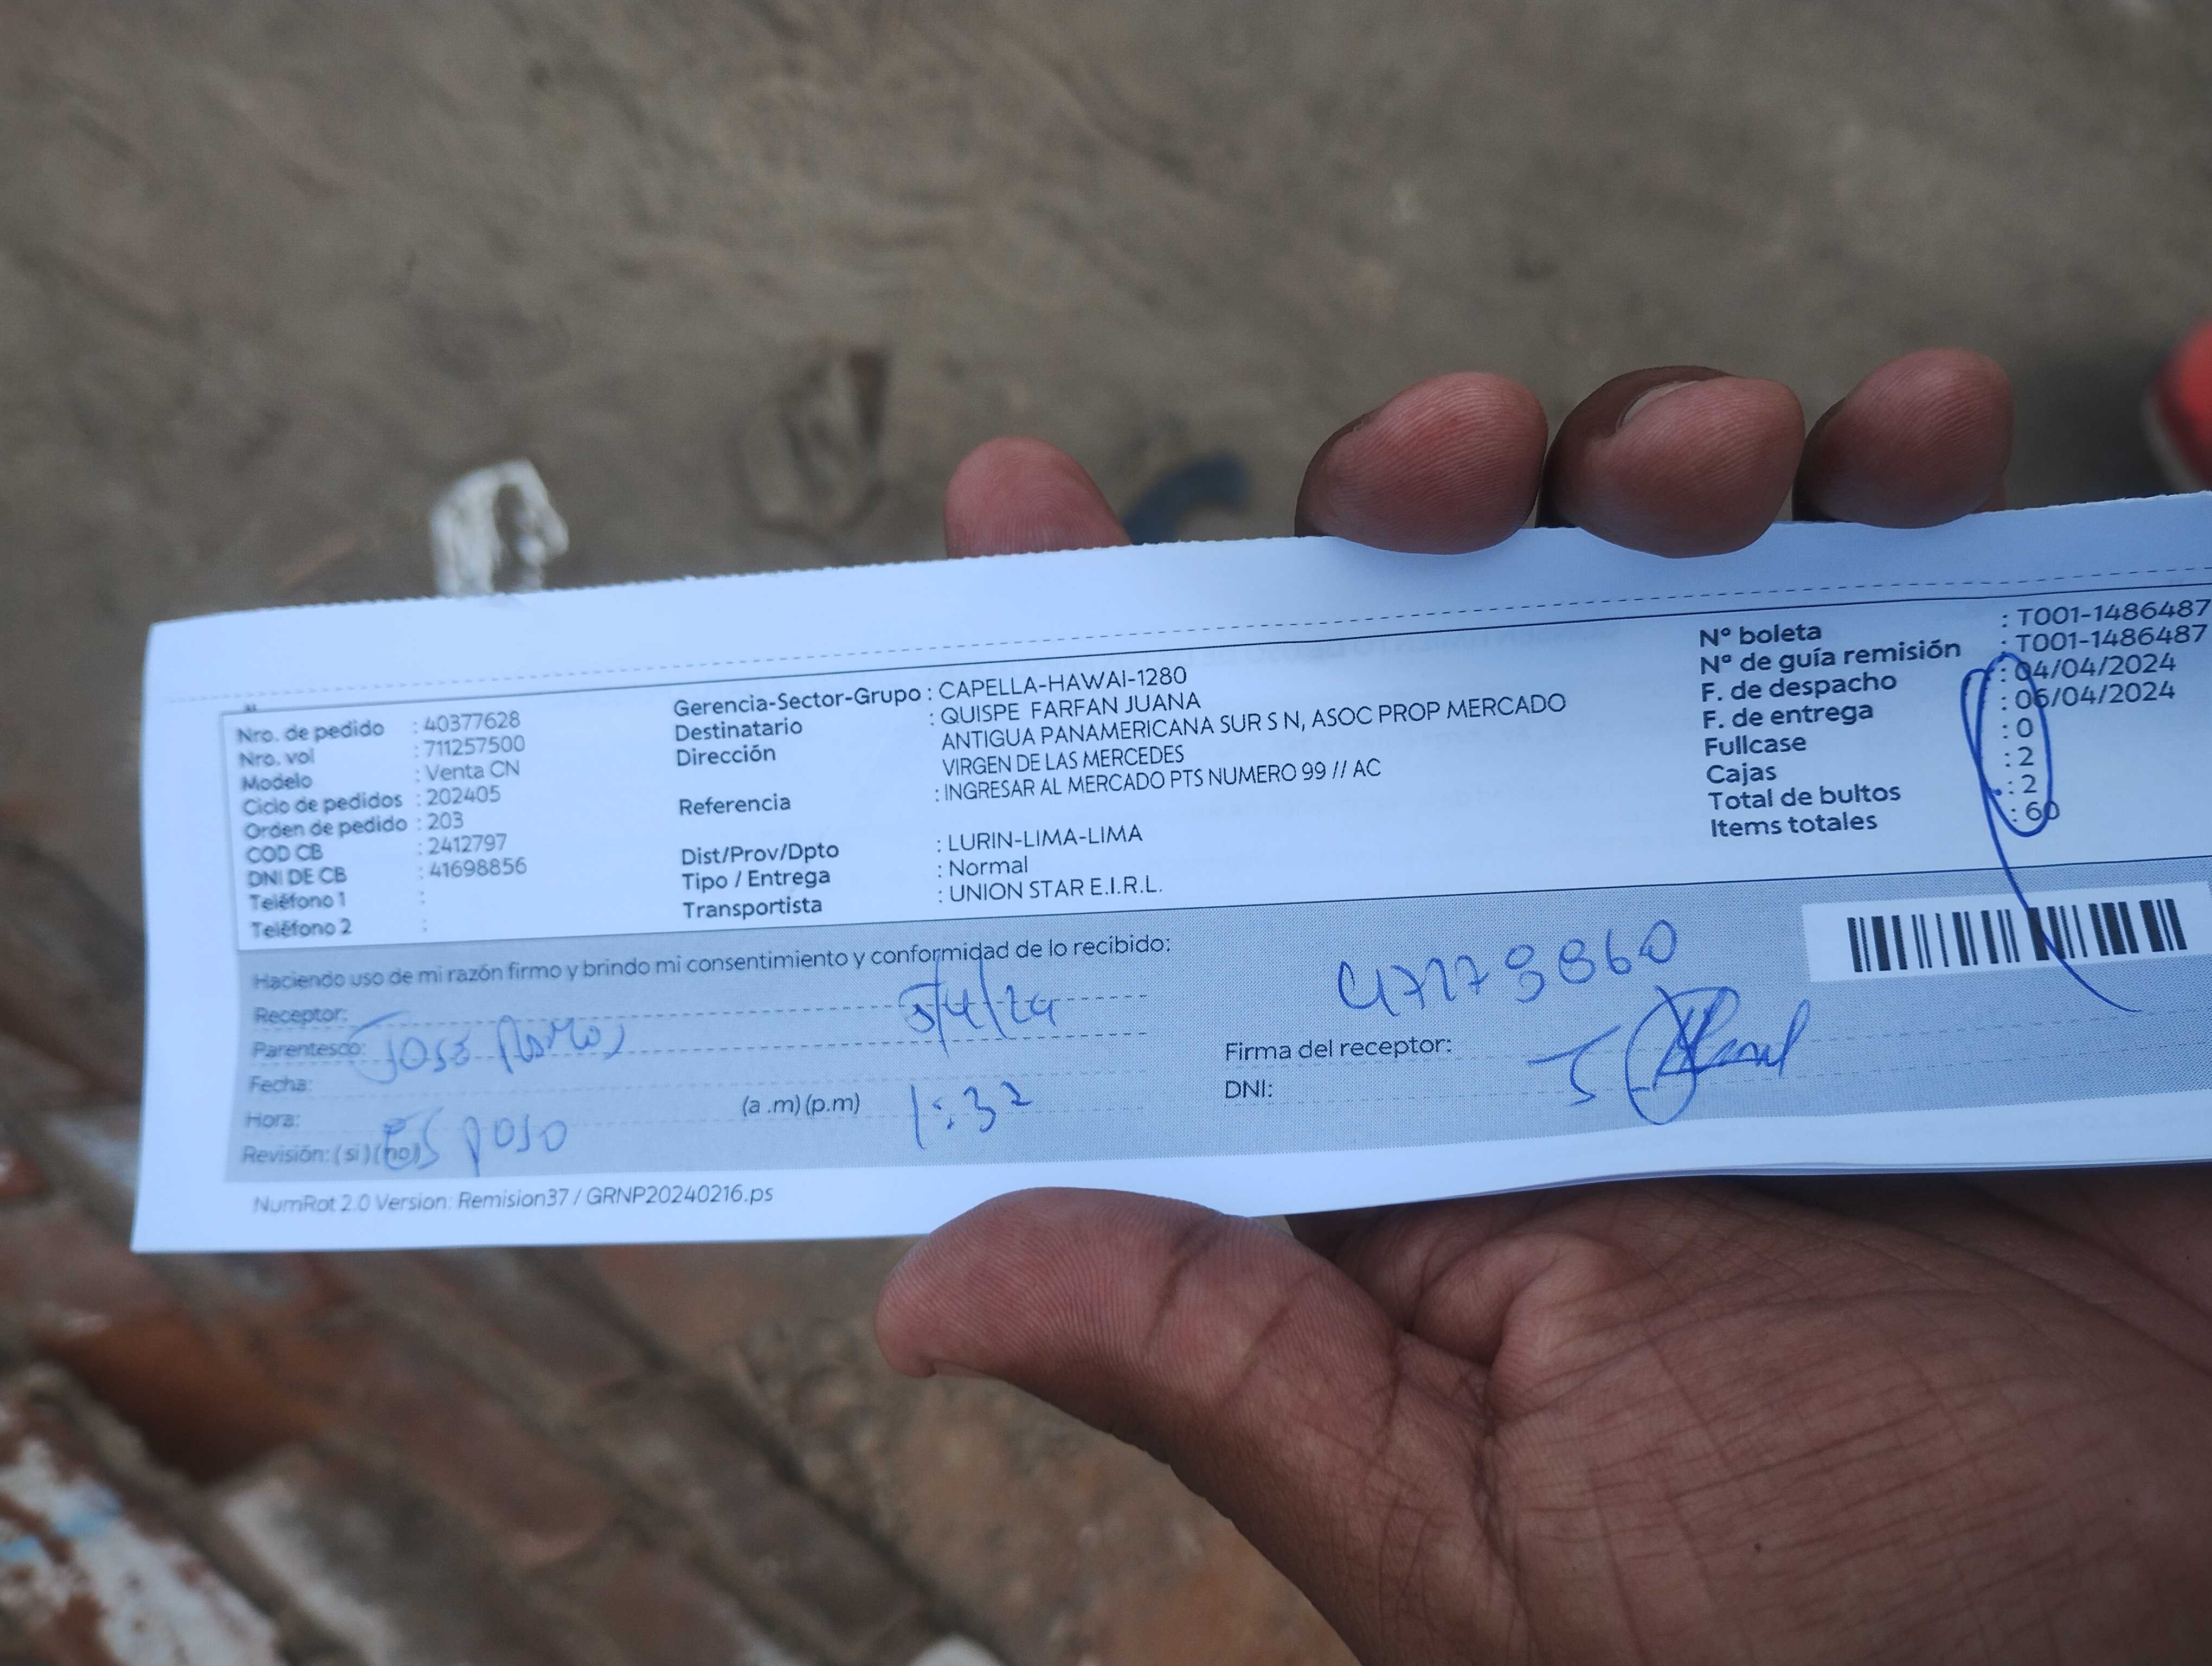 Nro. de pedido : 40377628
Nro. vol : 711257500
Modelo : Venta CN
Ciclo de pedidos : 202405
Orden de pedido : 203
COD CB : 2412797
DNI DE CB : 41698856
Teléfono 1 :
Teléfono 2 :
Gerencia-Sector-Grupo : CAPELLA-HAWAI-1280
Destinatario : QUISPE FARFAN JUANA
Dirección ANTIGUA PANAMERICANA SUR S N, ASOC PROP MERCADO
VIRGEN DE LAS MERCEDES
Referencia : INGRESAR AL MERCADO PTS NUMERO 99 // AC
Dist/Prov/Dpto : LURIN-LIMA-LIMA
Tipo / Entrega : Normal
Transportista : UNION STAR E.I.R.L.
N° boleta : T001-1486487
N° de guía remisión : T001-1486487
F. de despacho : 04/04/2024
F. de entrega : 06/04/2024
Fullcase : 0
Cajas : 2
Total de bultos : 2
Items totales : 60
Haciendo uso de mi razón firmo y brindo mi consentimiento y conformidad de lo recibido:
Receptor:
Parentesco: José 5/4/24
Fecha:
Hora: (a .m) (p.m) 1:32
Revisión: ( si ) ( no ) Esposo
Firma del receptor:
DNI:
NumRot 2.0 Version: Remision37 / GRNP20240216.ps